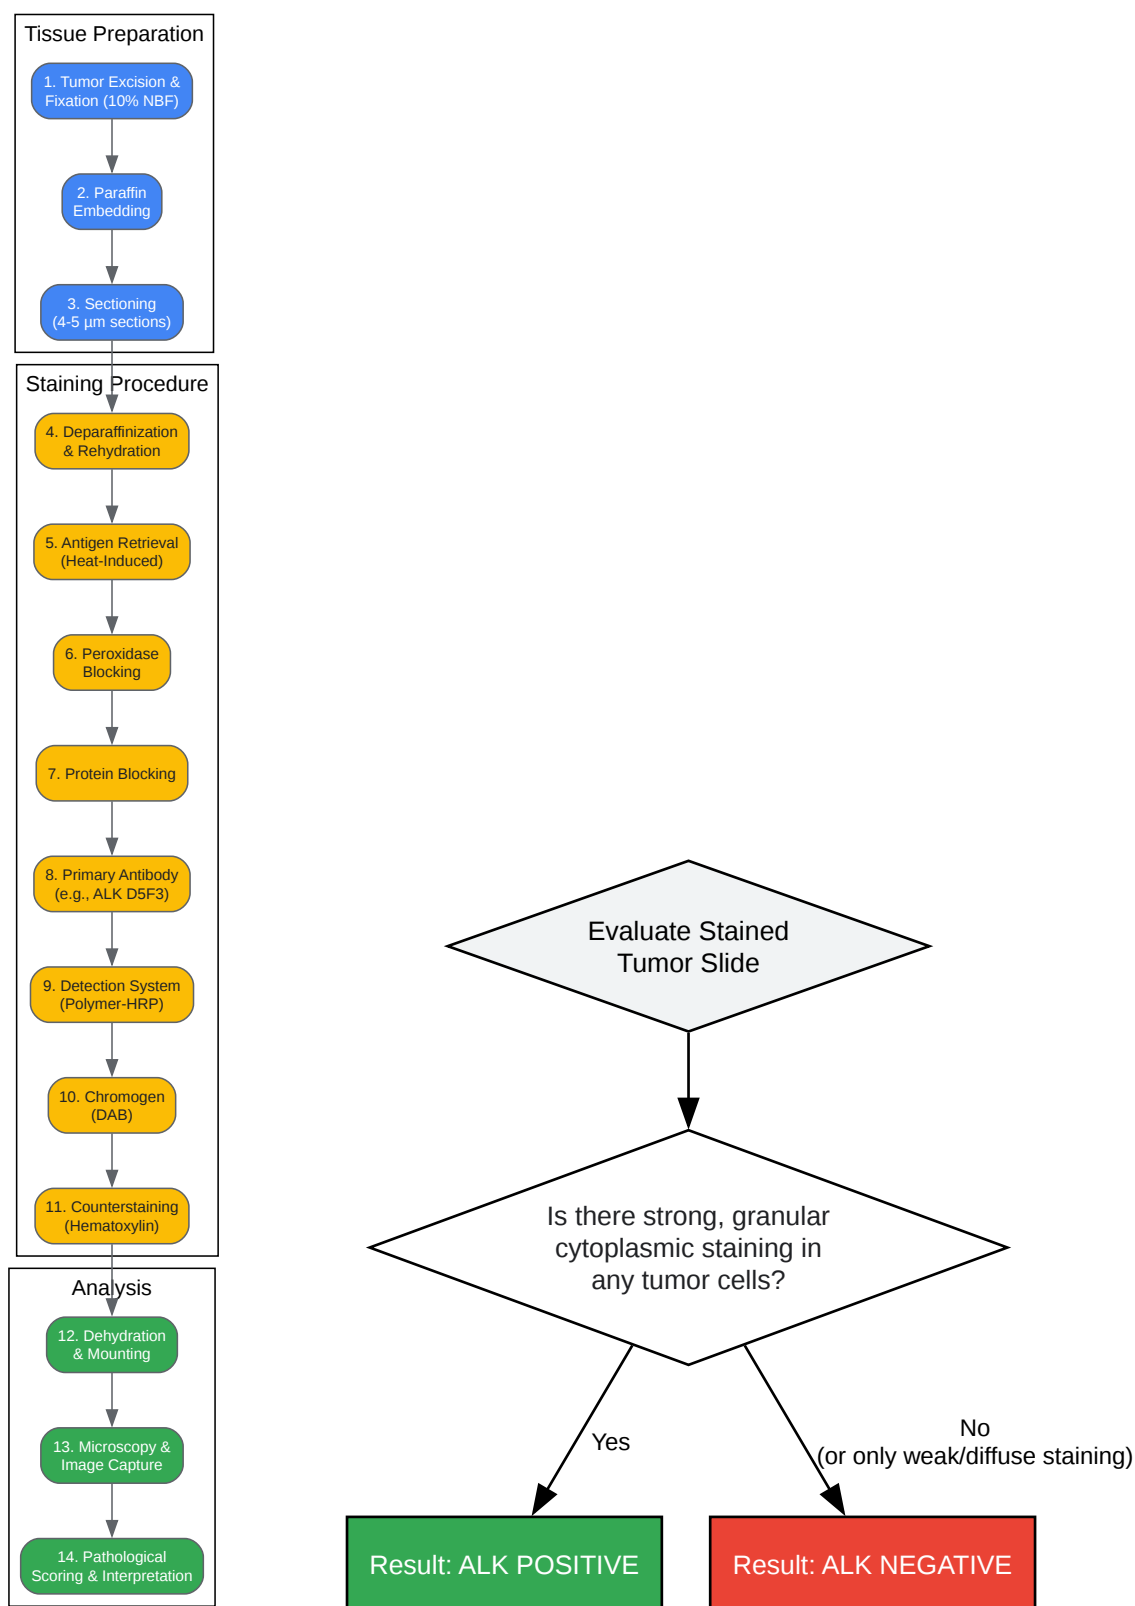 Tissue Preparation
1. Tumor Excision &
Fixation (10% NBF)
2. Paraffin
Embedding
3. Sectioning
(4-5 µm sections)
Staining Procedure
4. Deparaffinization
& Rehydration
5. Antigen Retrieval
(Heat-Induced)
6. Peroxidase
Blocking
7. Protein Blocking
8. Primary Antibody
(e.g., ALK D5F3)
9. Detection System
(Polymer-HRP)
10. Chromogen
(DAB)
11. Counterstaining
(Hematoxylin)
Analysis
12. Dehydration
& Mounting
13. Microscopy &
Image Capture
14. Pathological
Scoring & Interpretation
Evaluate Stained
Tumor Slide
Is there strong, granular
cytoplasmic staining in
any tumor cells?
Yes
No
(or only weak/diffuse staining)
Result: ALK POSITIVE
Result: ALK NEGATIVE